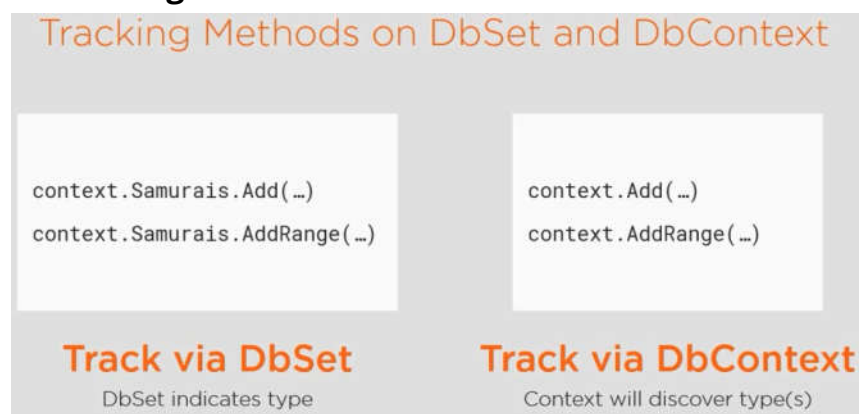 Tracking Methods on DbSet and DbContext
context.Samurais.Add(…)
context.Samurais.AddRange(…)
Track via DbSet
DbSet indicates type
context.Add(…)
context.AddRange(…)
Track via DbContext
Context will discover type(s)